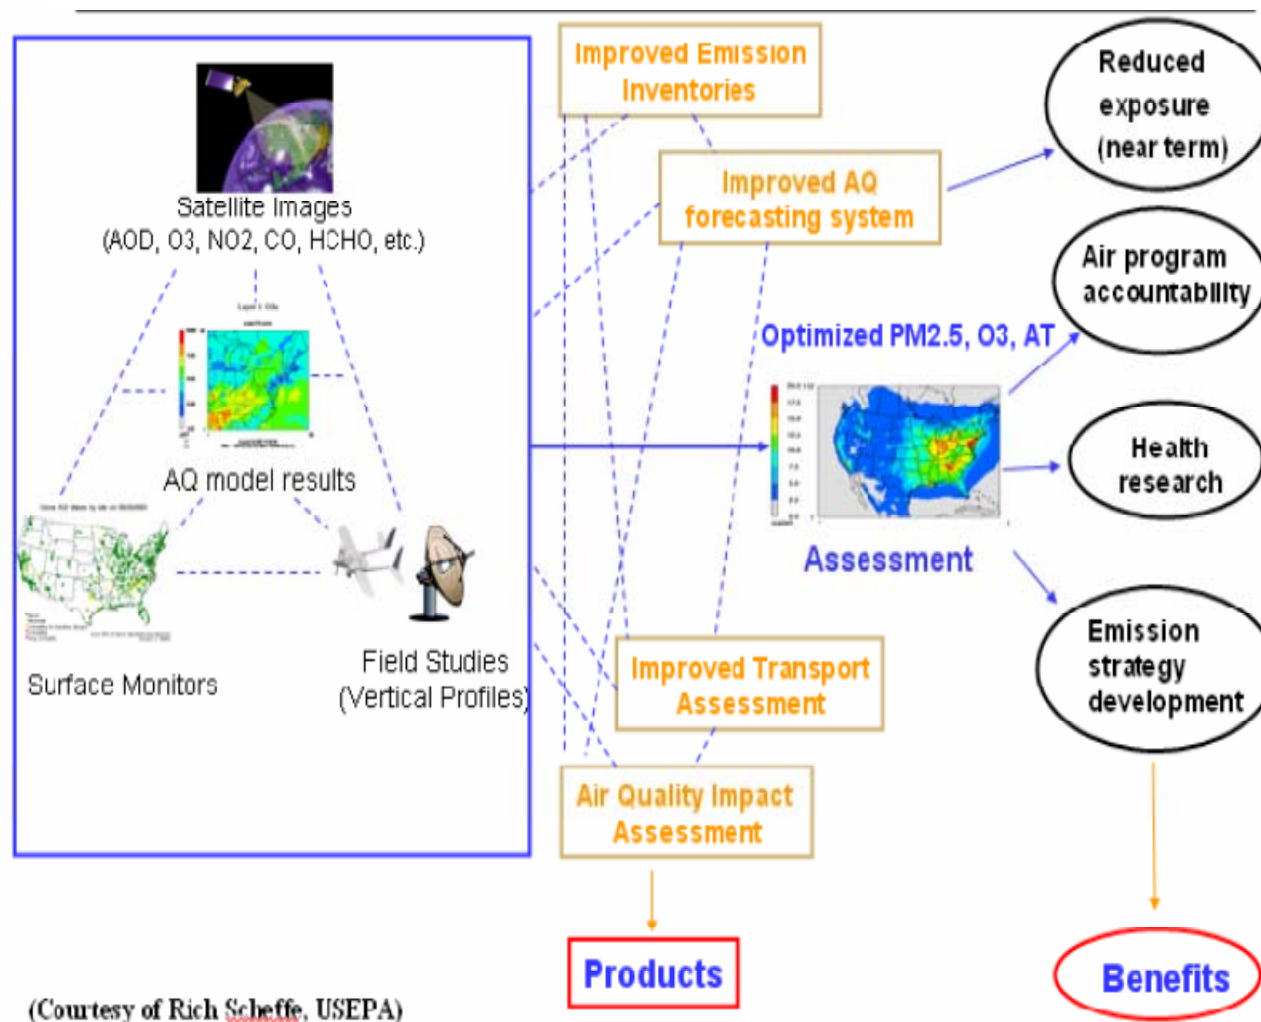 Satellite Images
(AOD, O3, NO2, CO, HCHO, etc.)
AQ model results
Surface Monitors
Field Studies
(Vertical Profiles)
Improved Emission
Inventories
Improved AQ
forecasting system
Optimized PM2.5, O3, AT
Assessment
Improved Transport
Assessment
Air Quality Impact
Assessment
Products
Reduced
exposure
(near term)
Air program
accountability
Health
research
Emission
strategy
development
Benefits
(Courtesy of Rich Scheffe, USEPA)